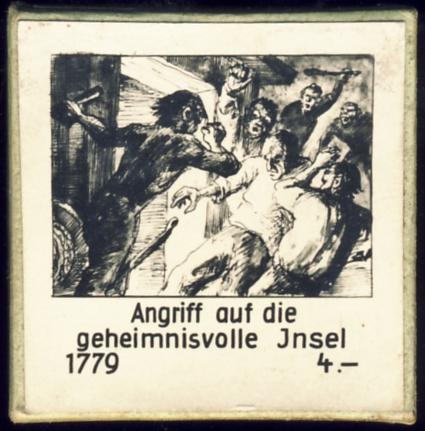 Angriff auf die
geheimnisvolle Jnsel
1779 4.–